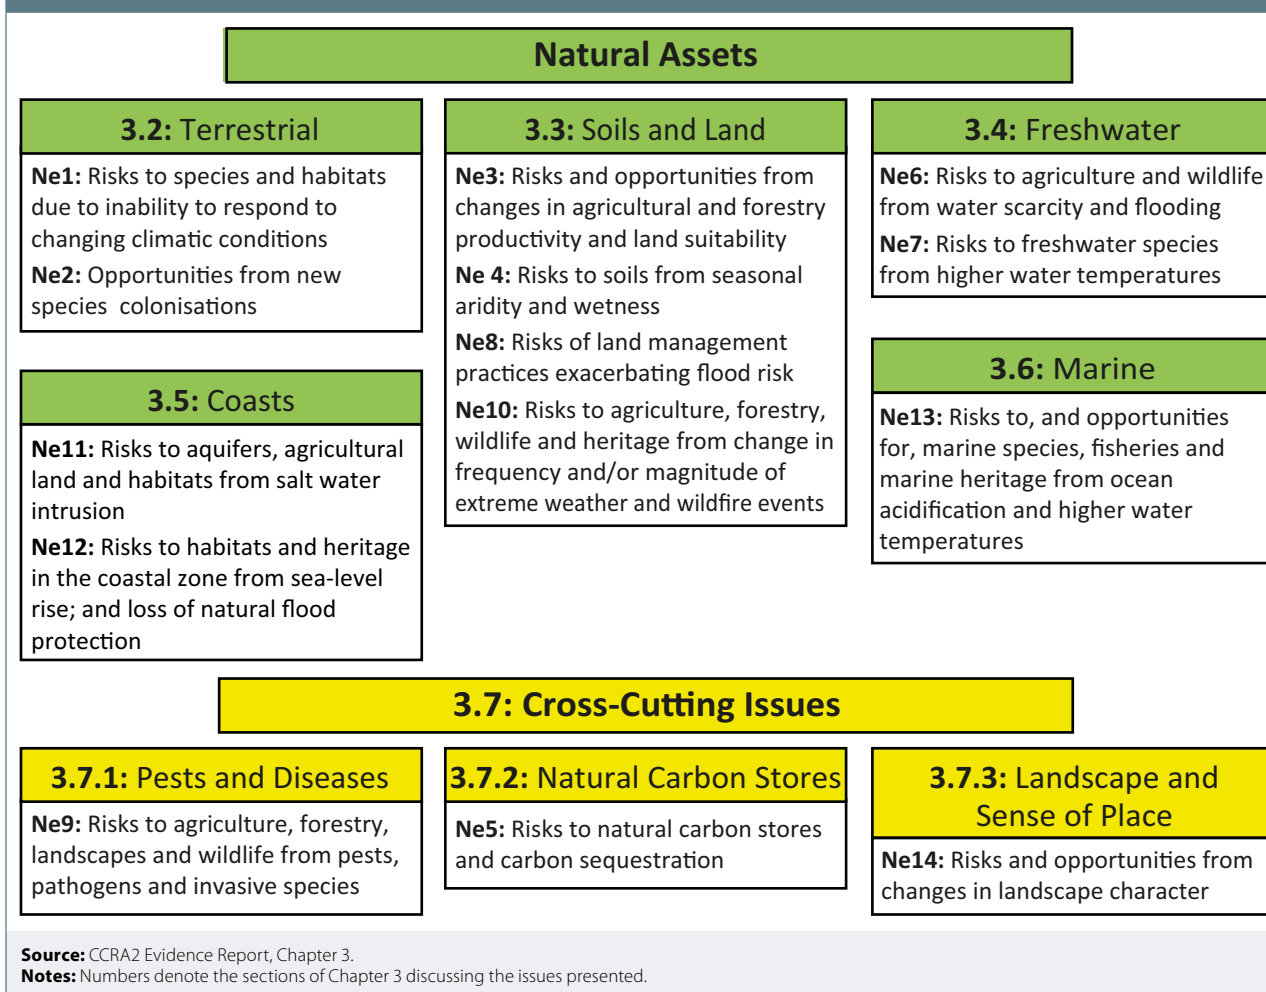 Natural Assets
3.2: Terrestrial
Ne1: Risks to species and habitats
due to inability to respond to
changing climatic conditions
Ne2: Opportunities from new
species colonisations
3.3: Soils and Land
Ne3: Risks and opportunities from
changes in agricultural and forestry
productivity and land suitability
Ne 4: Risks to soils from seasonal
aridity and wetness
Ne8: Risks of land management
practices exacerbating flood risk
Ne10: Risks to agriculture, forestry,
wildlife and heritage from change in
frequency and/or magnitude of
extreme weather and wildfire events
3.4: Freshwater
Ne6: Risks to agriculture and wildlife
from water scarcity and flooding
Ne7: Risks to freshwater species
from higher water temperatures
3.5: Coasts
Ne11: Risks to aquifers, agricultural
land and habitats from salt water
intrusion
Ne12: Risks to habitats and heritage
in the coastal zone from sea-level
rise; and loss of natural flood
protection
3.6: Marine
Ne13: Risks to, and opportunities
for, marine species, fisheries and
marine heritage from ocean
acidification and higher water
temperatures
3.7: Cross-Cutting Issues
3.7.1: Pests and Diseases
Ne9: Risks to agriculture, forestry,
landscapes and wildlife from pests,
pathogens and invasive species
3.7.2: Natural Carbon Stores
Ne5: Risks to natural carbon stores
and carbon sequestration
3.7.3: Landscape and
Sense of Place
Ne14: Risks and opportunities from
changes in landscape character
Source: CCRA2 Evidence Report, Chapter 3.
Notes: Numbers denote the sections of Chapter 3 discussing the issues presented.